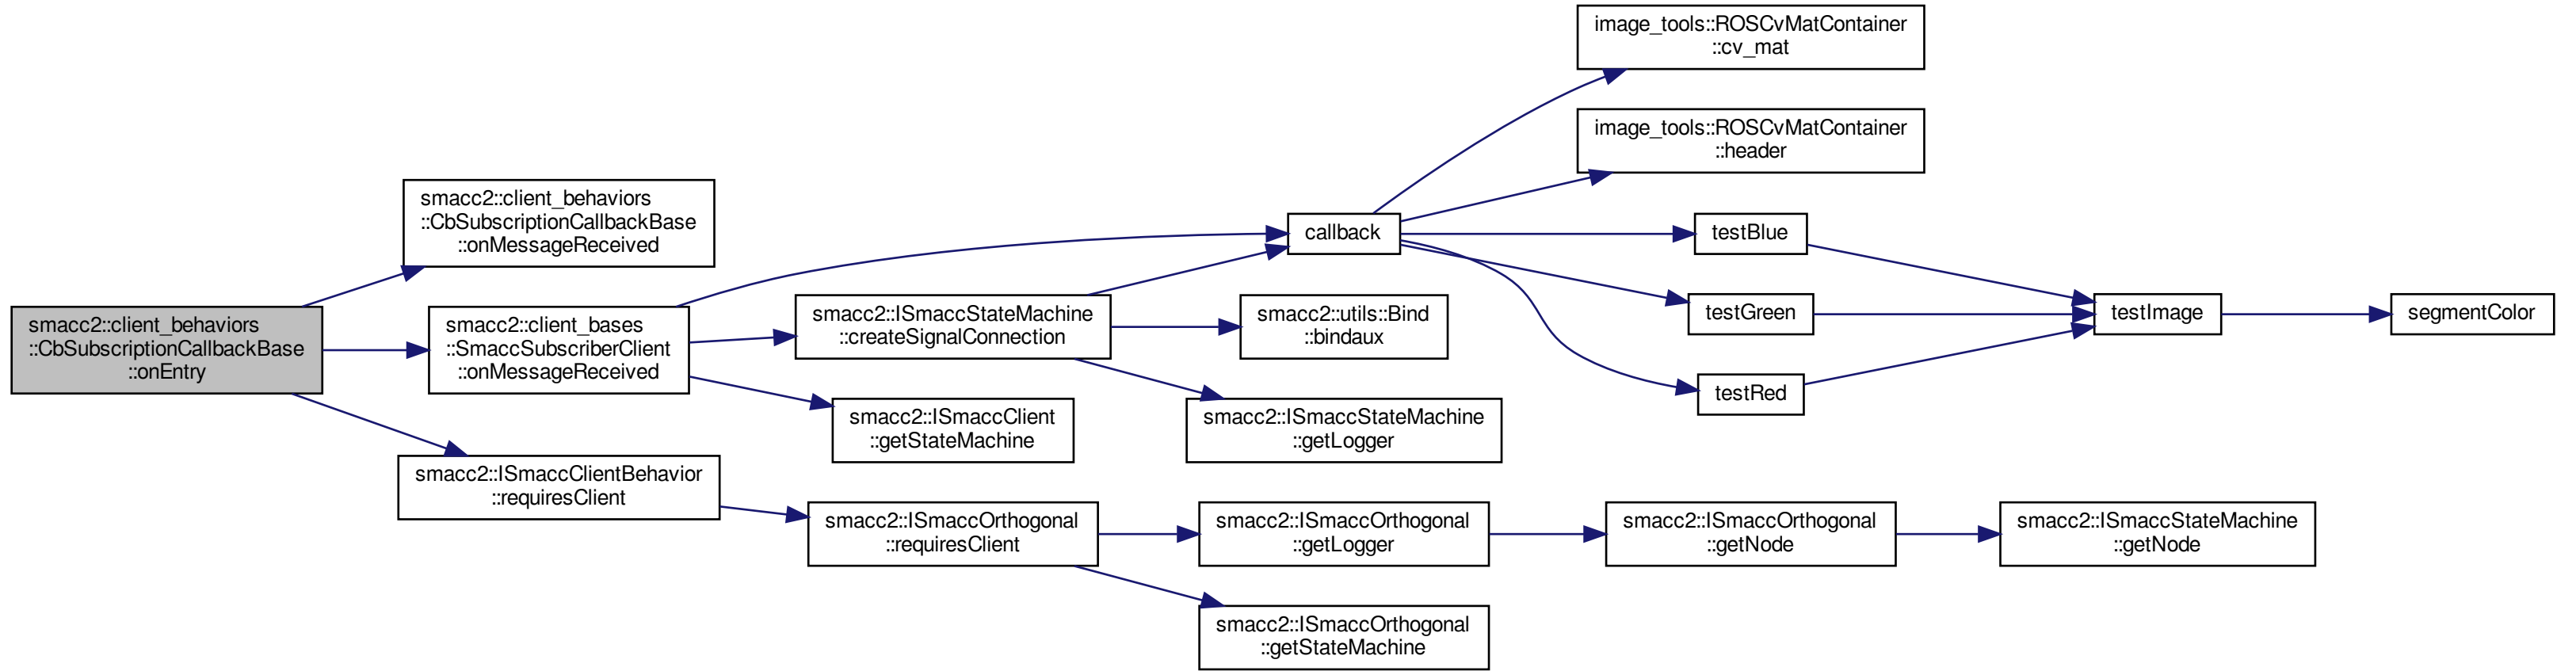 smacc2::client_behaviors
::CbSubscriptionCallbackBase
::onEntry
smacc2::client_behaviors
::CbSubscriptionCallbackBase
::onMessageReceived
smacc2::client_bases
::SmaccSubscriberClient
::onMessageReceived
smacc2::ISmaccClientBehavior
::requiresClient
smacc2::ISmaccStateMachine
::createSignalConnection
smacc2::ISmaccClient
::getStateMachine
smacc2::ISmaccOrthogonal
::requiresClient
callback
smacc2::utils::Bind
::bindaux
smacc2::ISmaccStateMachine
::getLogger
smacc2::ISmaccOrthogonal
::getLogger
smacc2::ISmaccOrthogonal
::getStateMachine
image_tools::ROSCvMatContainer
::cv_mat
image_tools::ROSCvMatContainer
::header
testBlue
testGreen
testRed
smacc2::ISmaccOrthogonal
::getNode
testImage
smacc2::ISmaccStateMachine
::getNode
segmentColor